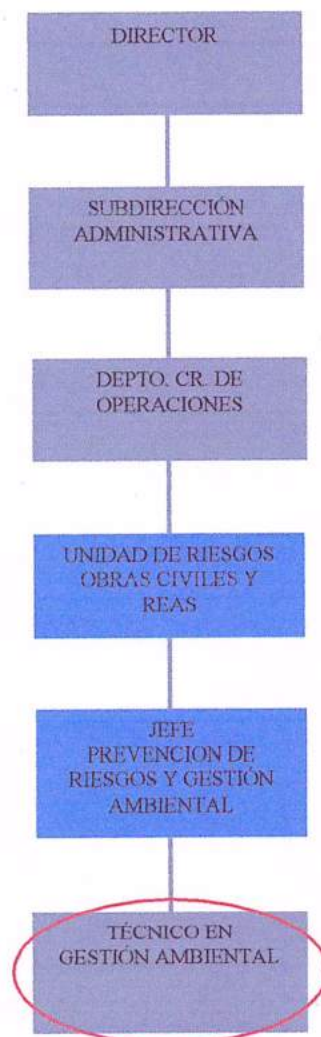 DIRECTOR
SUBDIRECCIÓN
ADMINISTRATIVA
DEPTO. CR. DE
OPERACIONES
UNIDAD DE RIESGOS
OBRAS CIVILES Y
REAS
JEFE
PREVENCION DE
RIESGOS Y GESTIÓN
AMBIENTAL
TÉCNICO EN
GESTIÓN AMBIENTAL